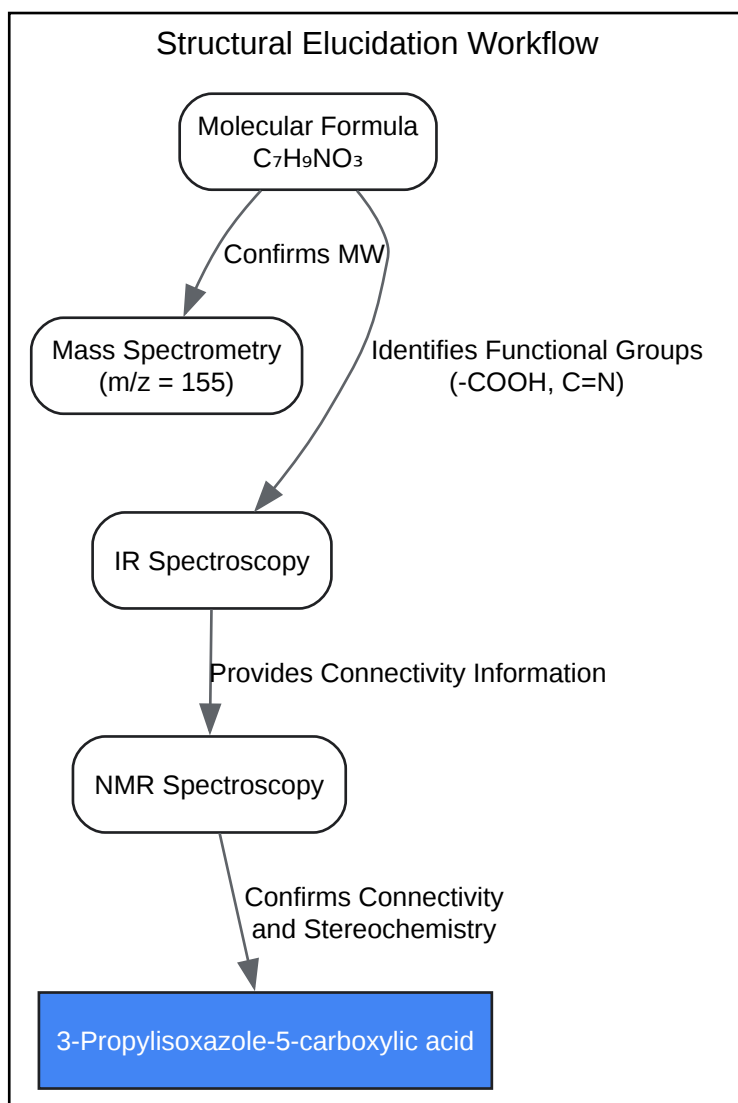 Structural Elucidation Workflow
Molecular Formula
C₇H₉NO₃
Confirms MW
Mass Spectrometry
(m/z = 155)
Identifies Functional Groups
(-COOH, C=N)
IR Spectroscopy
Provides Connectivity Information
NMR Spectroscopy
Confirms Connectivity
and Stereochemistry
3-Propylisoxazole-5-carboxylic acid